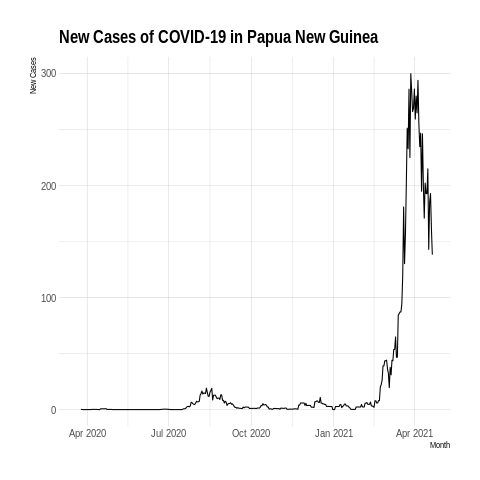 New Cases of COVID-19 in Papua New Guinea
New Cases
300
200
100
0
Apr 2020 Jul 2020 Oct 2020 Jan 2021 Apr 2021
Month